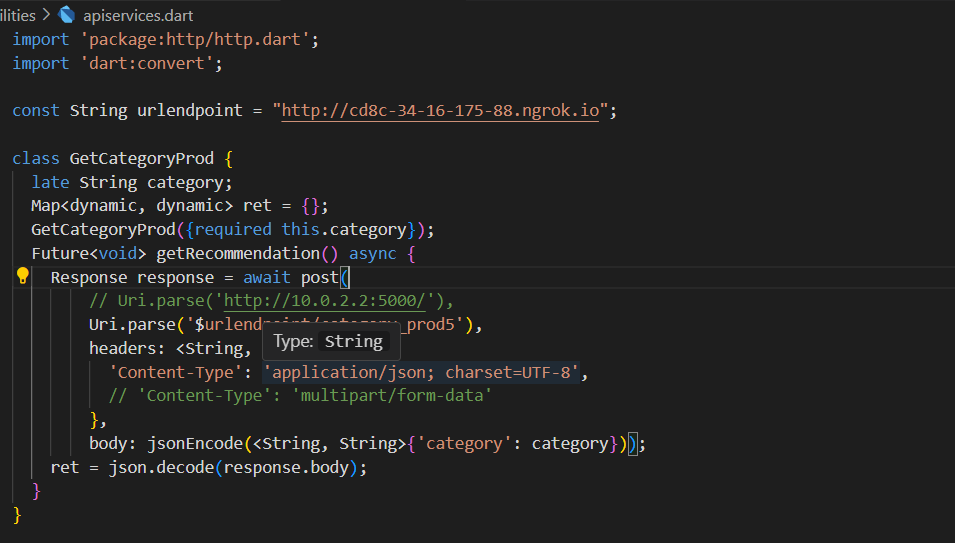 ilities > apiservices.dart
import 'package:http/http.dart';
import 'dart:convert';
const String urlendpoint = "http://cd8c-34-16-175-88.ngrok.io";
class GetCategoryProd {
late String category;
Map<dynamic, dynamic> ret = {};
GetCategoryProd({required this.category});
Future<void> getRecommendation() async {
Response response = await post(
// Uri.parse('http://10.0.2.2:5000/'),
Uri.parse('$urlendpoint/category_prod5'),
headers: <String,
Type: String
'Content-Type': 'application/json; charset=UTF-8',
// 'Content-Type': 'multipart/form-data'
},
body: jsonEncode(<String, String>{'category': category}));
ret = json.decode(response.body);
}
}